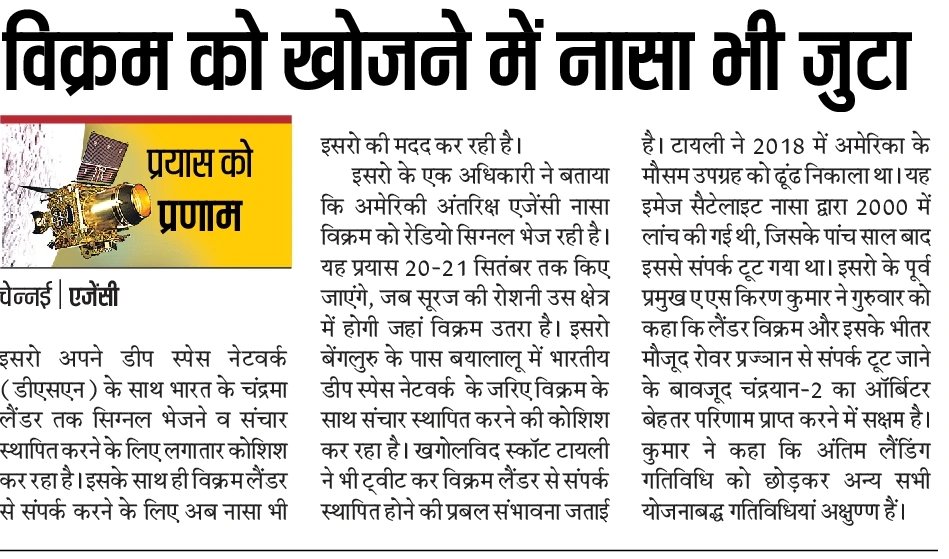 विक्रम को खोजने में नासा भी जुटा
प्रयास को
प्रणाम
चेन्नई | एजेंसी
इसरो अपने डीप स्पेस नेटवर्क
(डीएसएन) के साथ भारत के चंद्रमा
लैंडर तक सिग्नल भेजने व संचार
स्थापित करने के लिए लगातार कोशिश
कर रहा है। इसके साथ ही विक्रम लैंडर
से संपर्क करने के लिए अब नासा भी
इसरो की मदद कर रही है।
इसरो के एक अधिकारी ने बताया
कि अमेरिकी अंतरिक्ष एजेंसी नासा
विक्रम को रेडियो सिग्नल भेज रही है।
यह प्रयास 20-21 सितंबर तक किए
जाएंगे, जब सूरज की रोशनी उस क्षेत्र
में होगी जहां विक्रम उतरा है। इसरो
बेंगलुरु के पास बयालालू में भारतीय
डीप स्पेस नेटवर्क के जरिए विक्रम के
साथ संचार स्थापित करने की कोशिश
कर रहा है। खगोलविद स्कॉट टायली
ने भी ट्वीट कर विक्रम लैंडर से संपर्क
स्थापित होने की प्रबल संभावना जताई
है। टायली ने 2018 में अमेरिका के
मौसम उपग्रह को ढूंढ निकाला था। यह
इमेज सैटेलाइट नासा द्वारा 2000 में
लांच की गई थी, जिसके पांच साल बाद
इससे संपर्क टूट गया था। इसरो के पूर्व
प्रमुख ए एस किरण कुमार ने गुरुवार को
कहा कि लैंडर विक्रम और इसके भीतर
मौजूद रोवर प्रज्ञान से संपर्क टूट जाने
के बावजूद चंद्रयान-2 का ऑर्बिटर
बेहतर परिणाम प्राप्त करने में सक्षम है।
कुमार ने कहा कि अंतिम लैंडिंग
गतिविधि को छोड़कर अन्य सभी
योजनाबद्ध गतिविधियां अक्षुण्ण हैं।